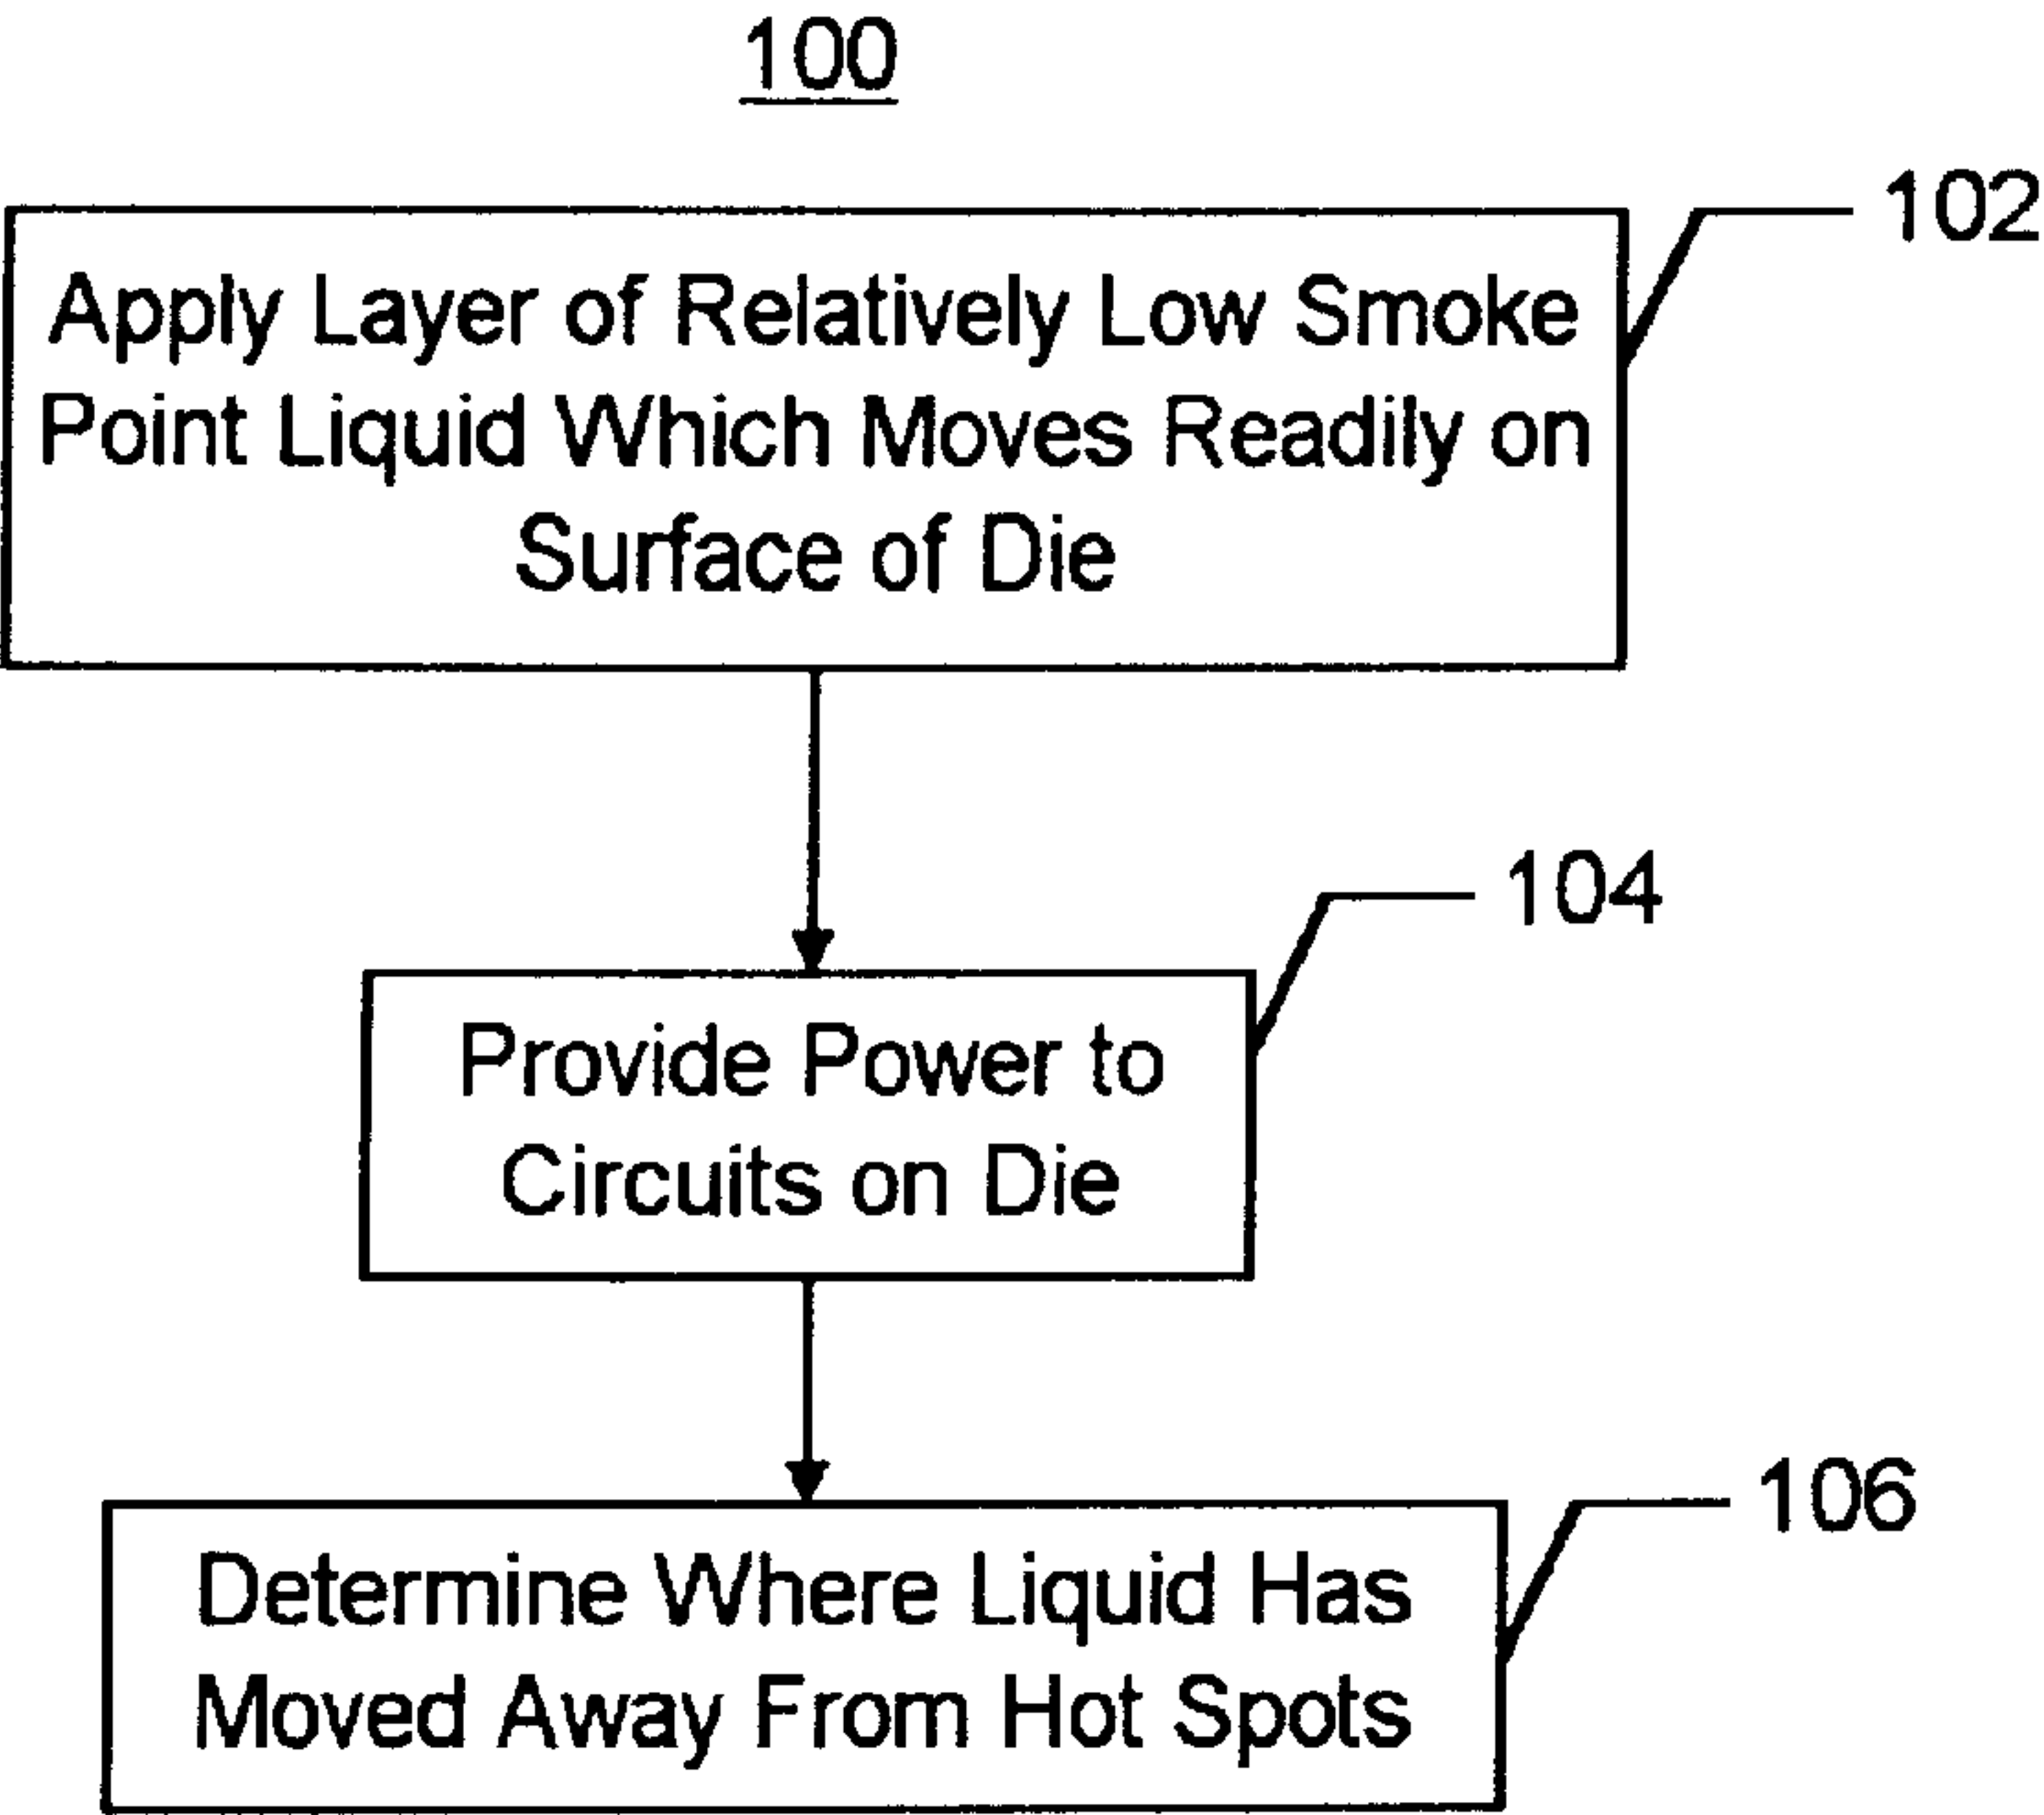 100
102
Apply Layer of Relatively Low Smoke
Point Liquid Which Moves Readily on
Surface of Die
104
Provide Power to
Circuits on Die
106
Determine Where Liquid Has
Moved Away From Hot Spots